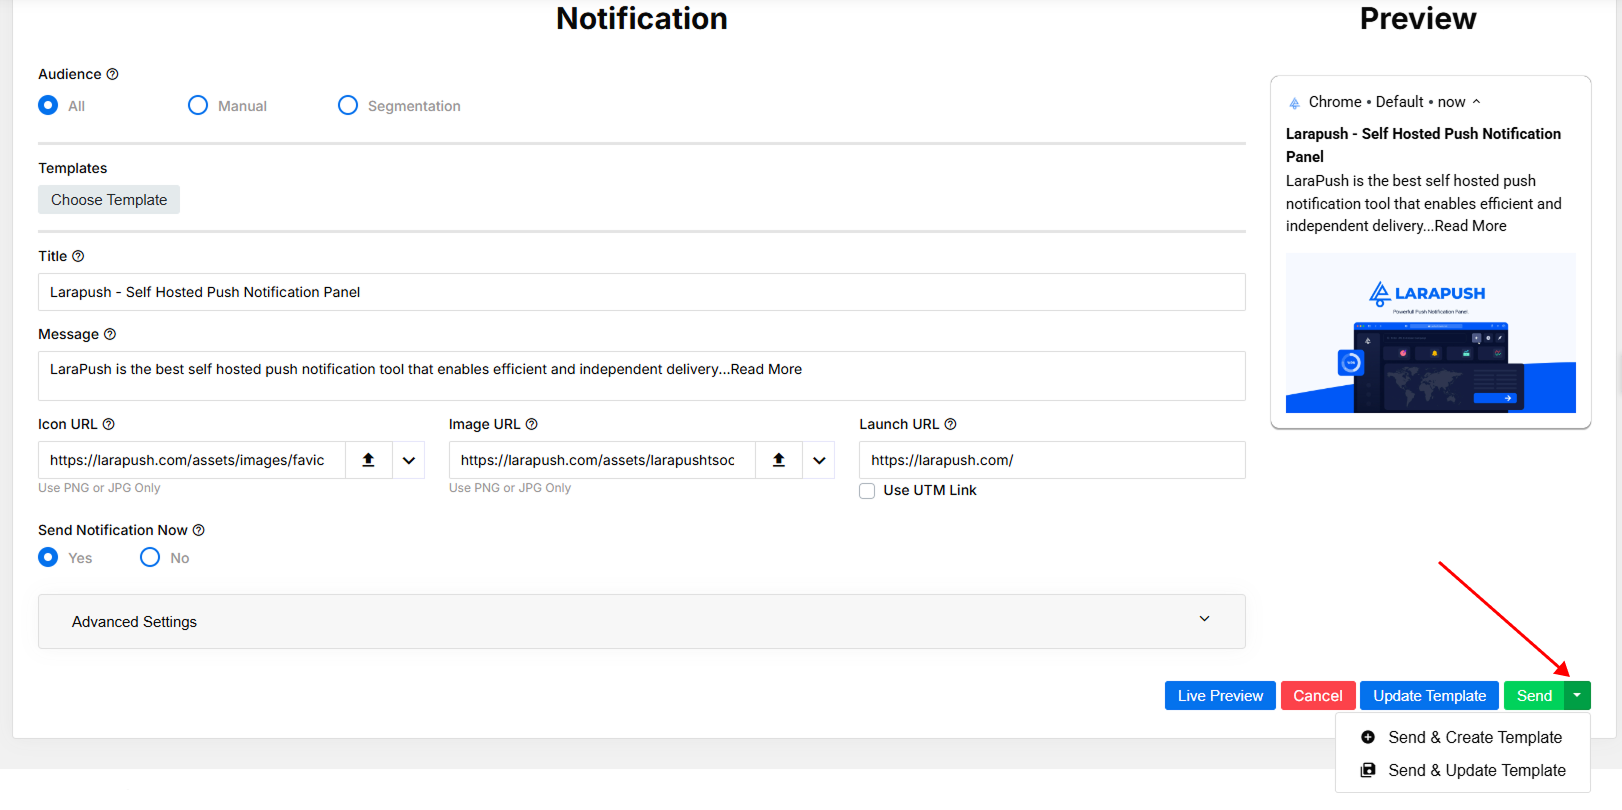 Notification
Preview
Audience
All
Manual
Segmentation
Templates
Choose Template
Title
Larapush - Self Hosted Push Notification Panel
Message
LaraPush is the best self hosted push notification tool that enables efficient and independent delivery...Read More
Icon URL
https://larapush.com/assets/images/favic
Use PNG or JPG Only
Image URL
https://larapush.com/assets/larapushtsoc
Use PNG or JPG Only
Launch URL
https://larapush.com/
Use UTM Link
Send Notification Now
Yes
No
Advanced Settings
Chrome • Default • now
Larapush - Self Hosted Push Notification
Panel
LaraPush is the best self hosted push
notification tool that enables efficient and
independent delivery...Read More
LARAPUSH
Powerfull Push Notification Panel.
Live Preview
Cancel
Update Template
Send
Send & Create Template
Send & Update Template